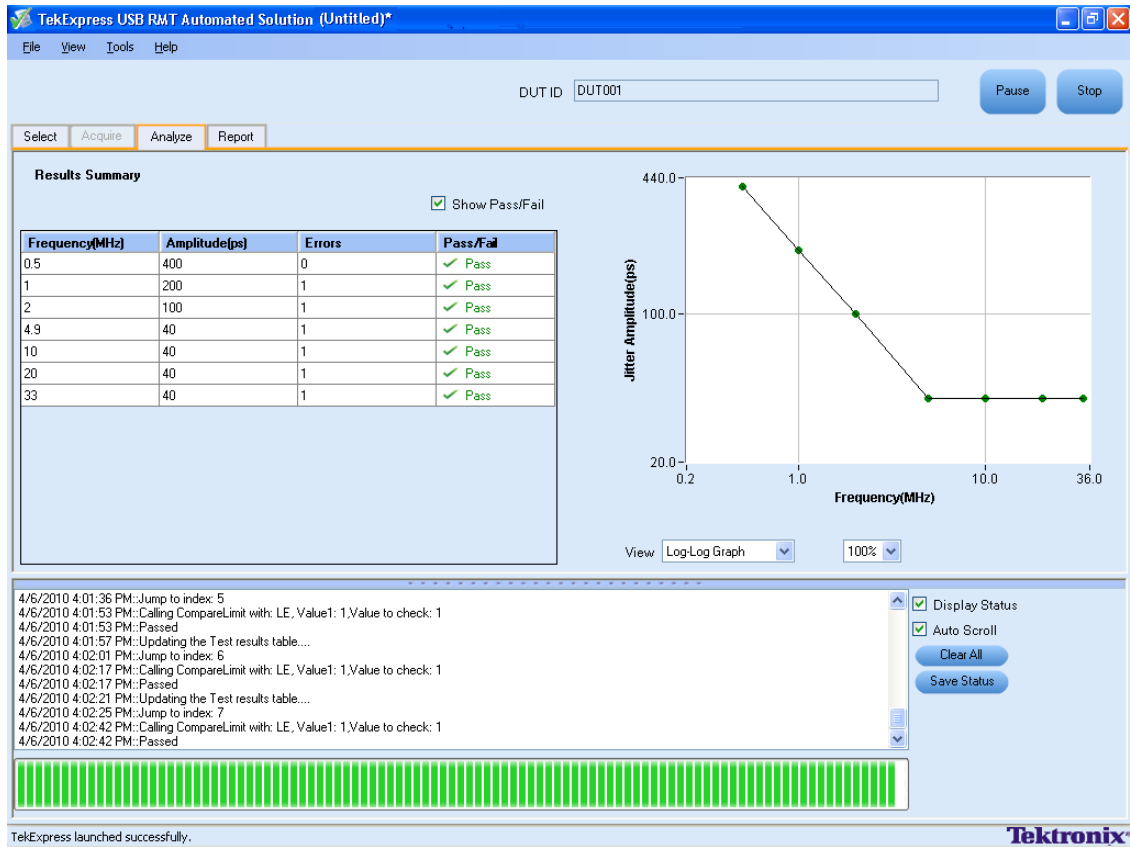 TekExpress USB RMT Automated Solution (Untitled)*
File View Tools Help
DUT ID DUT001 Pause Stop
Select Acquire Analyze Report
Results Summary
Show Pass/Fail
Frequency(MHz) Amplitude(ps) Errors Pass/Fail
0.5 400 0 Pass
1 200 1 Pass
2 100 1 Pass
4.9 40 1 Pass
10 40 1 Pass
20 40 1 Pass
33 40 1 Pass
440.0
100.0
20.0
Jitter Amplitude(ps)
0.2 1.0 10.0 36.0
Frequency(MHz)
View Log-Log Graph 100%
4/6/2010 4:01:36 PM::Jump to index: 5
4/6/2010 4:01:53 PM::Calling CompareLimit with: LE, Value1: 1,Value to check: 1
4/6/2010 4:01:53 PM::Passed
4/6/2010 4:01:57 PM::Updating the Test results table....
4/6/2010 4:02:01 PM::Jump to index: 6
4/6/2010 4:02:17 PM::Calling CompareLimit with: LE, Value1: 1,Value to check: 1
4/6/2010 4:02:17 PM::Passed
4/6/2010 4:02:21 PM::Updating the Test results table....
4/6/2010 4:02:25 PM::Jump to index: 7
4/6/2010 4:02:42 PM::Calling CompareLimit with: LE, Value1: 1,Value to check: 1
4/6/2010 4:02:42 PM::Passed
Display Status
Auto Scroll
Clear All
Save Status
TekExpress launched successfully.
Tektronix